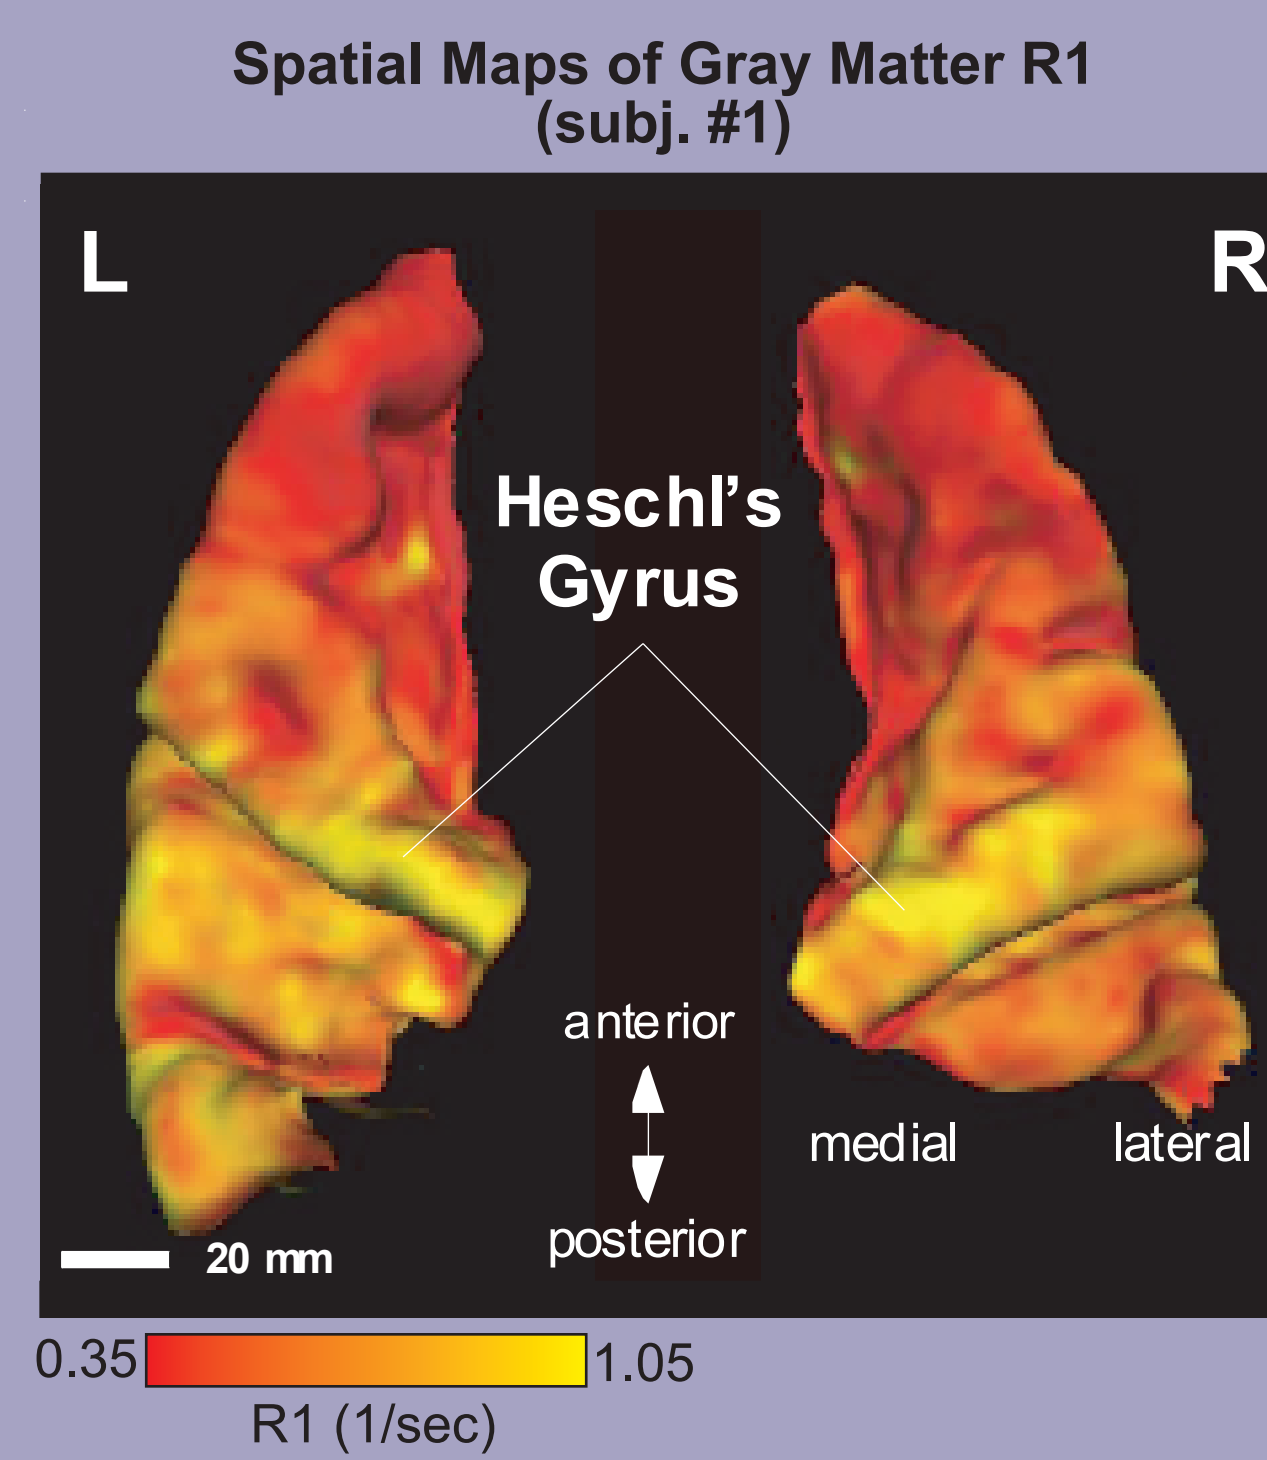 Spatial Maps of Gray Matter R1
(subj. #1)
L
R
Heschl’s
Gyrus
anterior
posterior
medial
lateral
20 mm
0.35
1.05
R1 (1/sec)